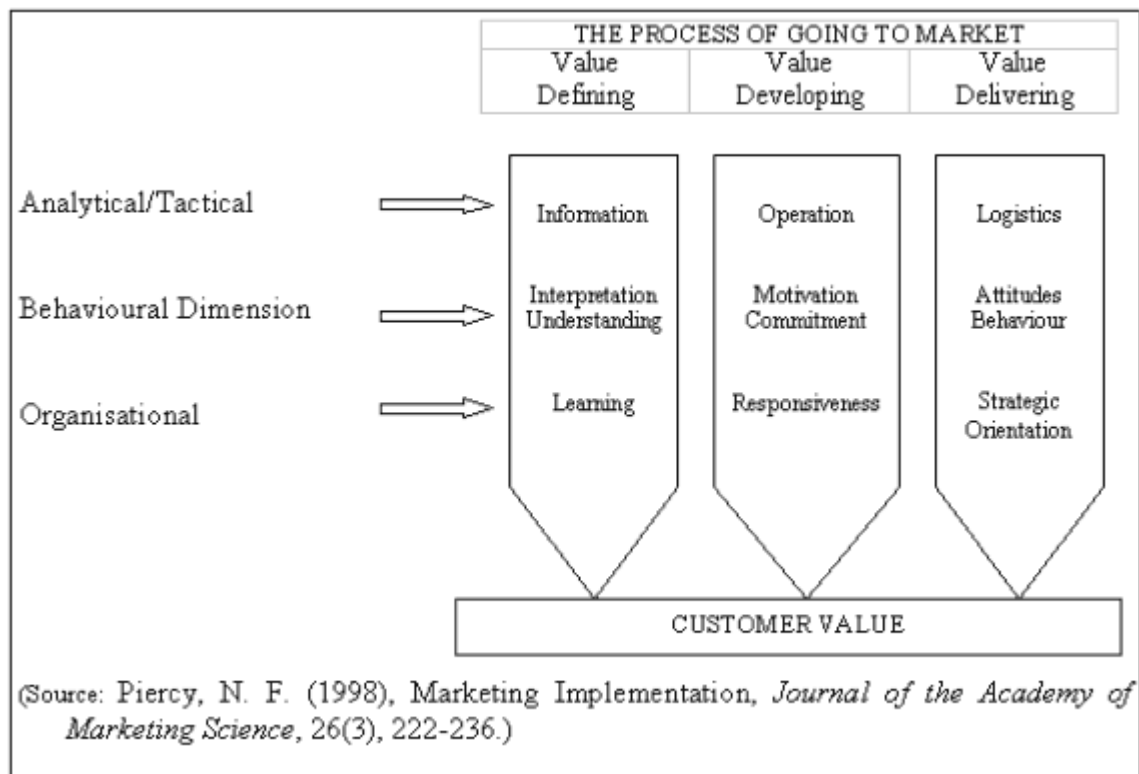 THE PROCESS OF GOING TO MARKET
Value Defining
Value Developing
Value Delivering
Analytical/Tactical
Information
Operation
Logistics
Behavioural Dimension
Interpretation
Understanding
Motivation
Commitment
Attitudes
Behaviour
Organisational
Learning
Responsiveness
Strategic
Orientation
CUSTOMER VALUE
(Source: Piercy, N. F. (1998), Marketing Implementation, Journal of the Academy of
Marketing Science, 26(3), 222-236.)